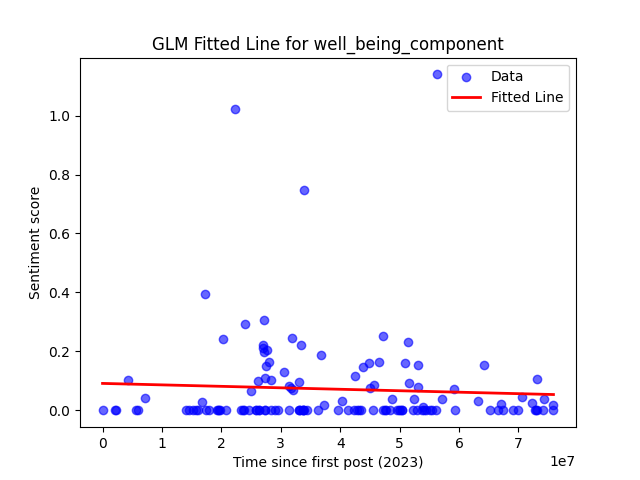 GLM Fitted Line for well_being_component
Data
Fitted Line
Sentiment score
1.0
0.8
0.6
0.4
0.2
0.0
0 1 2 3 4 5 6 7
1e7
Time since first post (2023)